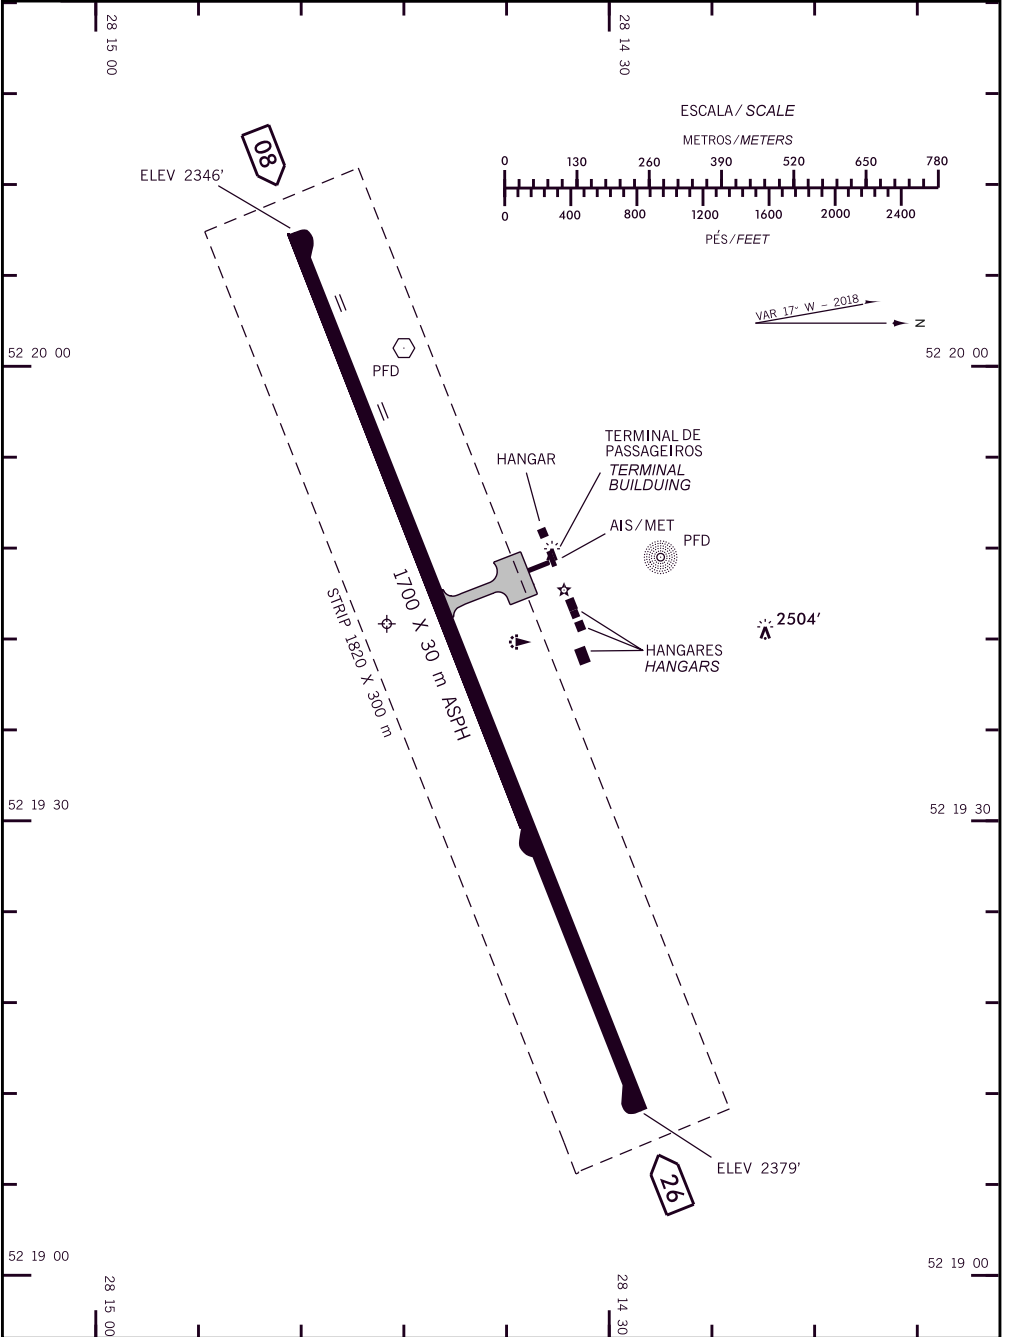 28 15 00
28 14 30
ESCALA / SCALE
METROS/METERS
0 130 260 390 520 650 780
0 400 800 1200 1600 2000 2400
PÉS/FEET
08
ELEV 2346'
VAR 17° W - 2018
N
52 20 00
52 20 00
PFD
TERMINAL DE
PASSAGEIROS
TERMINAL
BUILDUING
HANGAR
AIS/MET
PFD
1700 X 30 m ASPH
STRIP 1820 X 300 m
2504'
HANGARES
HANGARS
52 19 30
52 19 30
ELEV 2379'
26
52 19 00
52 19 00
28 15 00
28 14 30